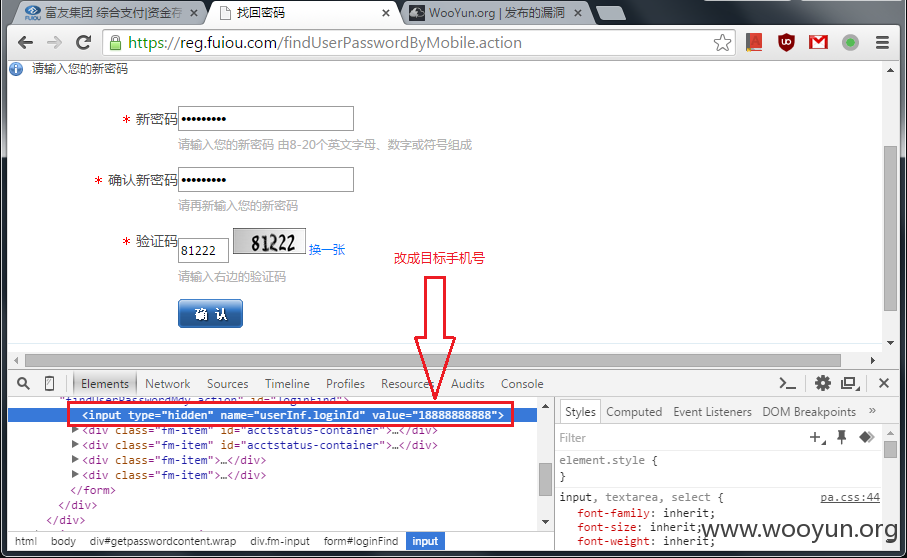 富友集团 综合支付|资金存
找回密码
WooYun.org | 发布的漏洞
https://reg.fuiou.com/findUserPasswordByMobile.action
请输入您的新密码
* 新密码
请输入您的新密码 由8-20个英文字母、数字或符号组成
* 确认新密码
请再新输入您的新密码
* 验证码 81222 81222 换一张
请输入右边的验证码
确 认
改成目标手机号
Elements Network Sources Timeline Profiles Resources Audits Console
"findUserPasswordMdy.action" id="loginFind">
<input type="hidden" name="userInf.loginId" value="18888888888">
<div class="fm-item" id="acctstatus-container">…</div>
<div class="fm-item" id="acctstatus-container">…</div>
<div class="fm-item">…</div>
<div class="fm-item">…</div>
</form>
</div>
</div>
html body div#getpasswordcontent.wrap div.fm-input form#loginFind input
Styles Computed Event Listeners DOM Breakpoints »
Filter
element.style {
}
input, textarea, select { pa.css:44
font-family: inherit;
font-size: inherit;
font-weight: inherit;
www.wooyun.org